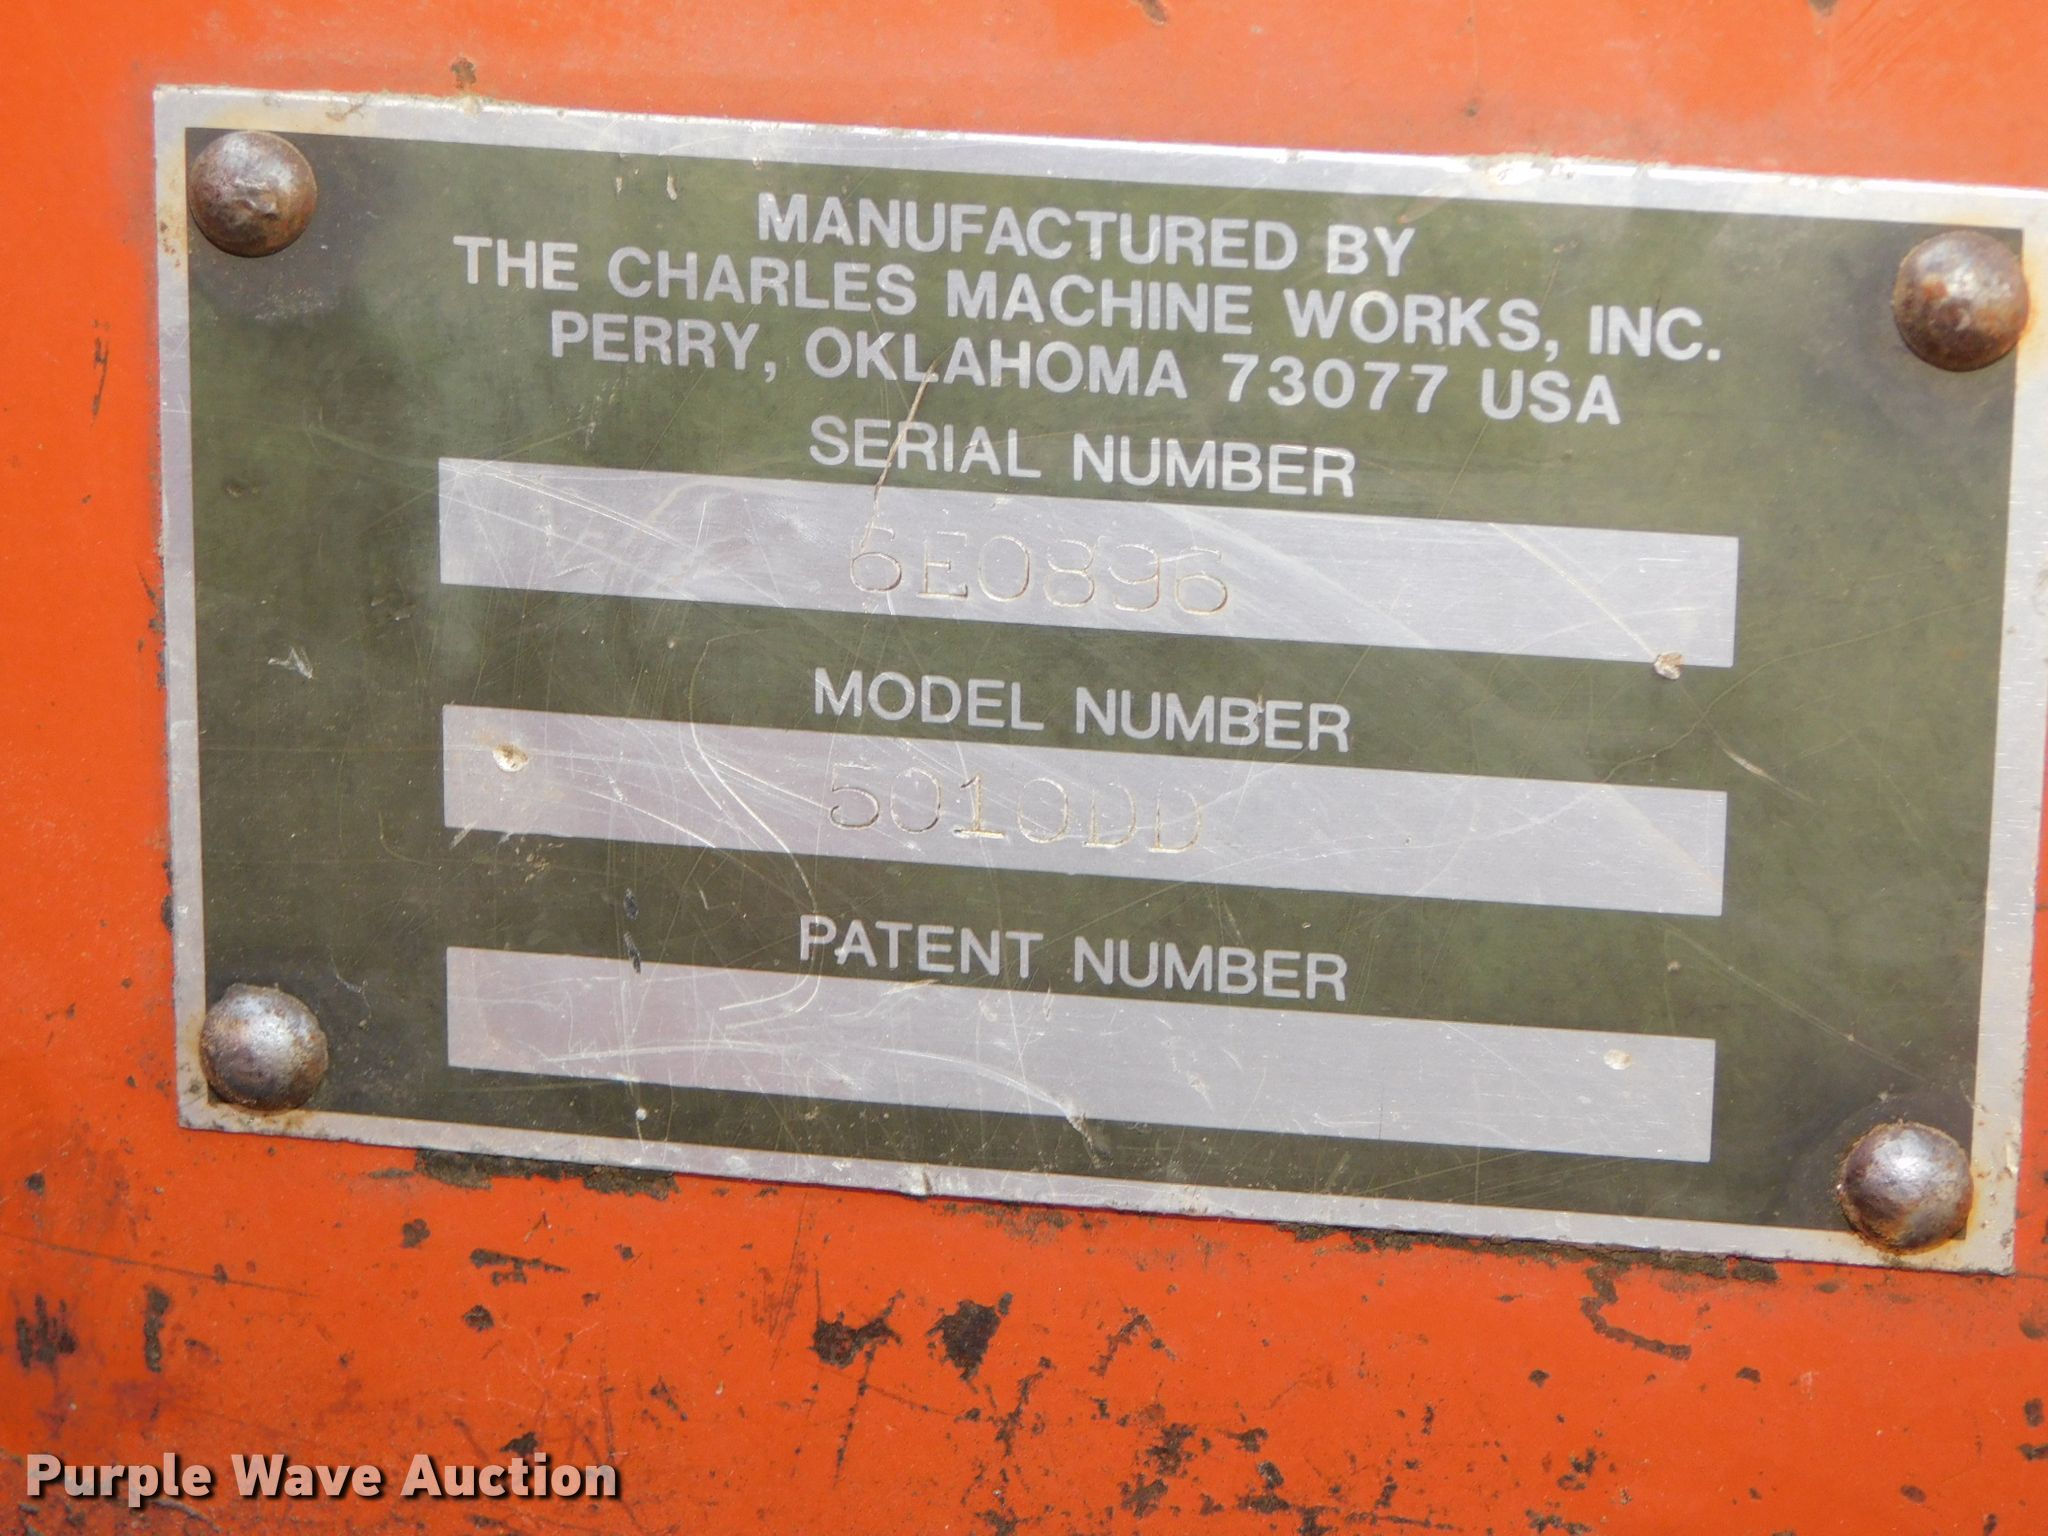 MANUFACTURED BY
THE CHARLES MACHINE WORKS, INC.
PERRY, OKLAHOMA 73077 USA
SERIAL NUMBER
6E0896
MODEL NUMBER
5010DD
PATENT NUMBER
Purple Wave Auction